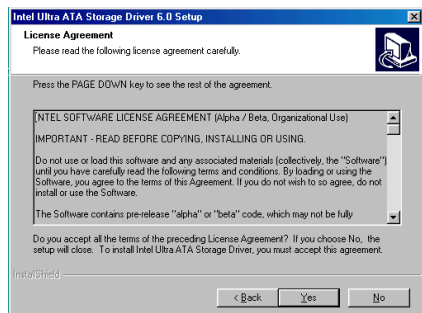 Intel Ultra ATA Storage Driver 6.0 Setup
License Agreement
Please read the following license agreement carefully.
Press the PAGE DOWN key to see the rest of the agreement.
INTEL SOFTWARE LICENSE AGREEMENT (Alpha / Beta, Organizational Use)
IMPORTANT - READ BEFORE COPYING, INSTALLING OR USING.
Do not use or load this software and any associated materials (collectively, the "Software")
until you have carefully read the following terms and conditions. By loading or using the
Software, you agree to the terms of this Agreement. If you do not wish to so agree, do not
install or use the Software.
The Software contains pre-release "alpha" or "beta" code, which may not be fully
Do you accept all the terms of the preceding License Agreement? If you choose No, the
setup will close. To install Intel Ultra ATA Storage Driver, you must accept this agreement.
InstallShield
< Back
Yes
No